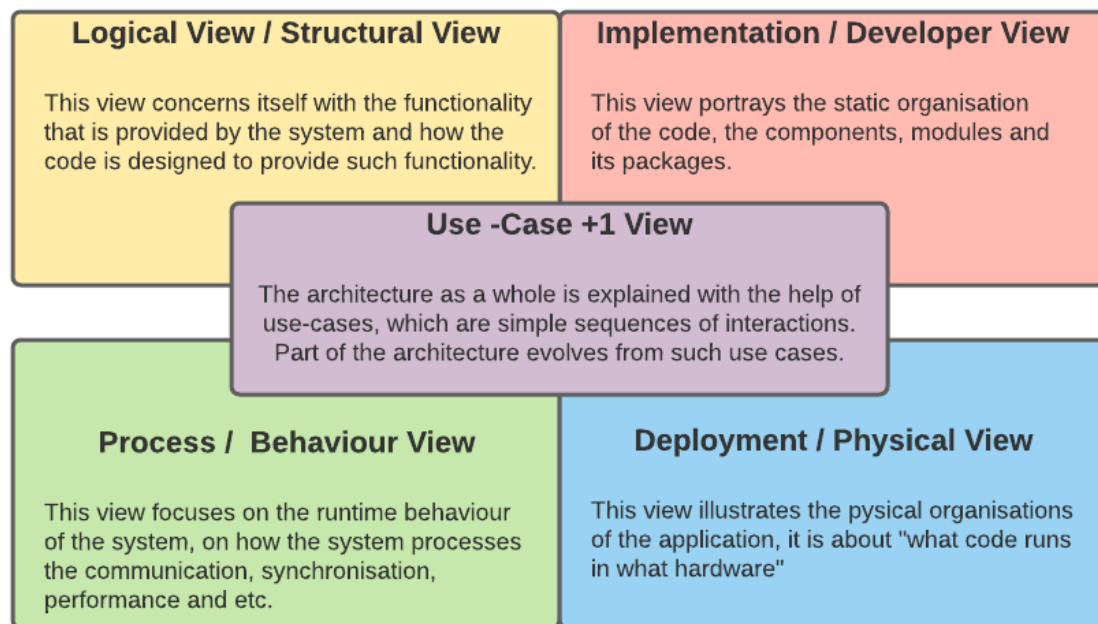 Logical View / Structural View
This view concerns itself with the functionality
that is provided by the system and how the
code is designed to provide such functionality.
Implementation / Developer View
This view portrays the static organisation
of the code, the components, modules and
its packages.
Use -Case +1 View
The architecture as a whole is explained with the help of
use-cases, which are simple sequences of interactions.
Part of the architecture evolves from such use cases.
Process /  Behaviour View
This view focuses on the runtime behaviour
of the system, on how the system processes
the communication, synchronisation,
performance and etc.
Deployment / Physical View
This view illustrates the pysical organisations
of the application, it is about "what code runs
in what hardware"